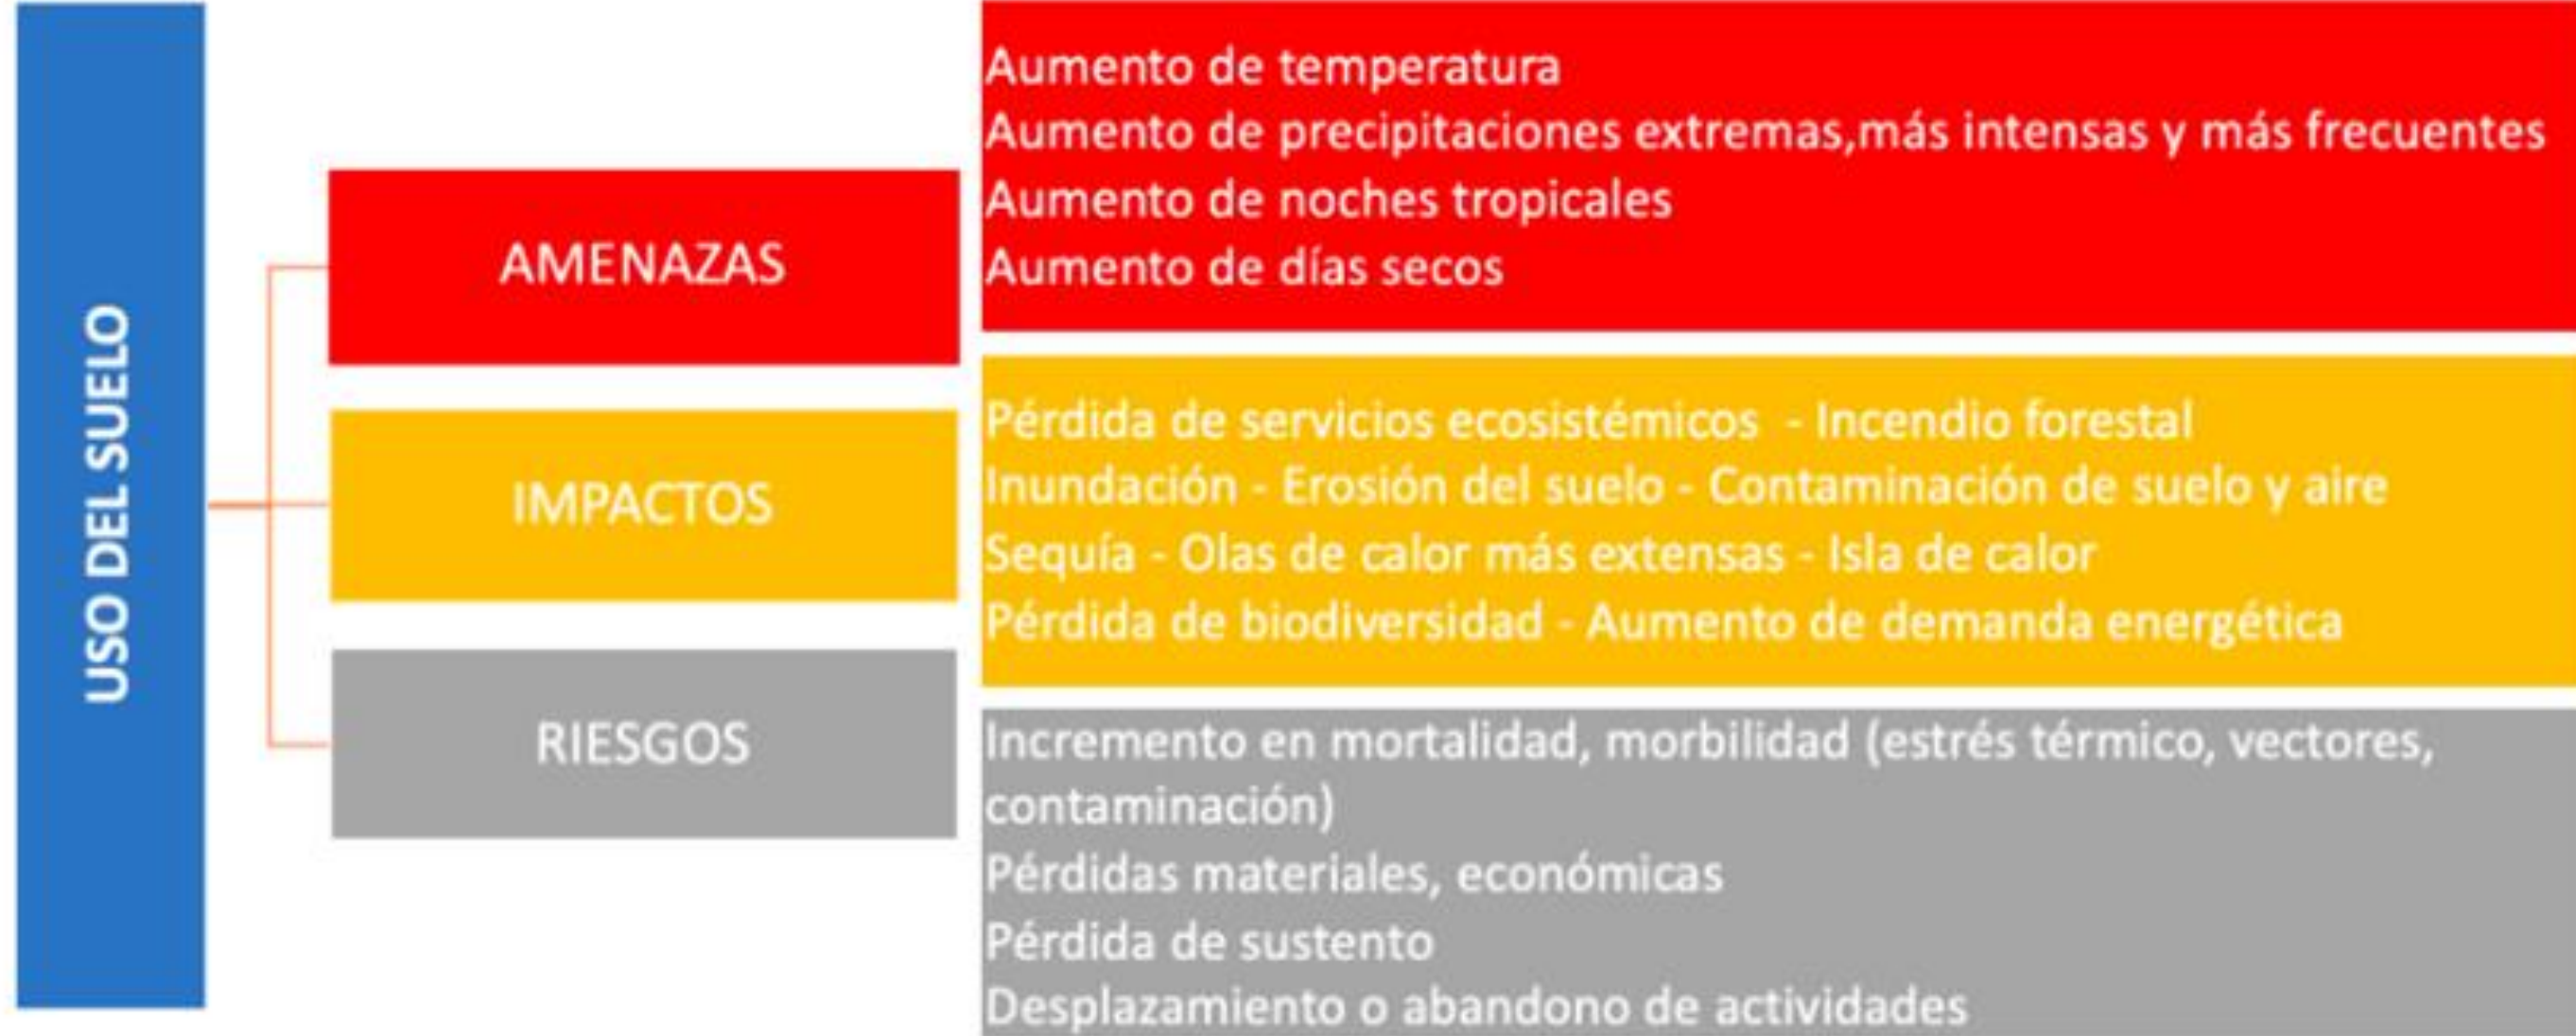 USO DEL SUELO
AMENAZAS
Aumento de temperatura
Aumento de precipitaciones extremas,más intensas y más frecuentes
Aumento de noches tropicales
Aumento de días secos
IMPACTOS
Pérdida de servicios ecosistémicos - Incendio forestal
Inundación - Erosión del suelo - Contaminación de suelo y aire
Sequía - Olas de calor más extensas - Isla de calor
Pérdida de biodiversidad - Aumento de demanda energética
RIESGOS
Incremento en mortalidad, morbilidad (estrés térmico, vectores,
contaminación)
Pérdidas materiales, económicas
Pérdida de sustento
Desplazamiento o abandono de actividades